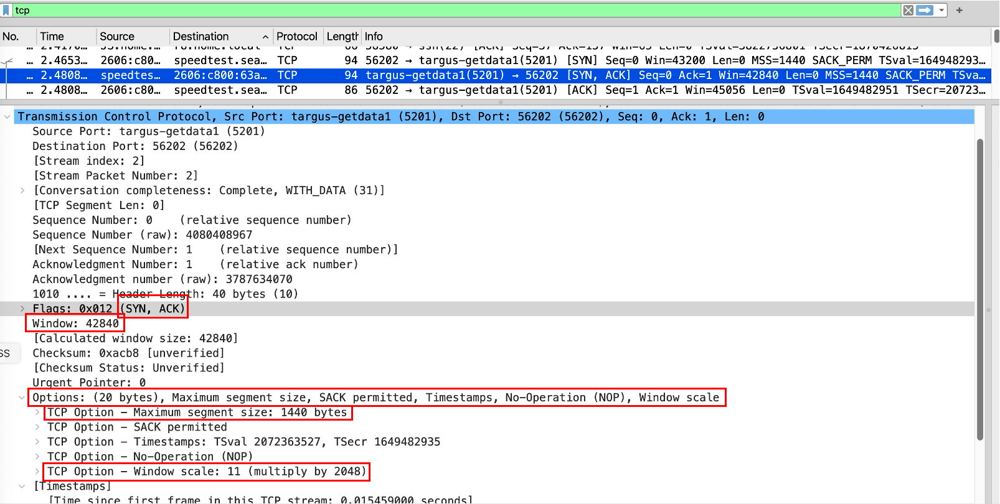 tcp
No. Time Source Destination Protocol Length Info
… 2.4653… 2606:c80… speedtest.sea… TCP 94 56202 → targus-getdata1(5201) [SYN] Seq=0 Win=43200 Len=0 MSS=1440 SACK_PERM TSval=164948293…
… 2.4808… speedtes… 2606:c800:63a… TCP 94 targus-getdata1(5201) → 56202 [SYN, ACK] Seq=0 Ack=1 Win=42840 Len=0 MSS=1440 SACK_PERM TSva…
… 2.4808… 2606:c80… speedtest.sea… TCP 86 56202 → targus-getdata1(5201) [ACK] Seq=1 Ack=1 Win=45056 Len=0 TSval=1649482951 TSecr=20723…
Transmission Control Protocol, Src Port: targus-getdata1 (5201), Dst Port: 56202 (56202), Seq: 0, Ack: 1, Len: 0
Source Port: targus-getdata1 (5201)
Destination Port: 56202 (56202)
[Stream index: 2]
[Stream Packet Number: 2]
[Conversation completeness: Complete, WITH_DATA (31)]
[TCP Segment Len: 0]
Sequence Number: 0 (relative sequence number)
Sequence Number (raw): 4080408967
[Next Sequence Number: 1 (relative sequence number)]
Acknowledgment Number: 1 (relative ack number)
Acknowledgment number (raw): 3787634070
1010 .... = Header Length: 40 bytes (10)
Flags: 0x012 (SYN, ACK)
Window: 42840
[Calculated window size: 42840]
SS
Checksum: 0xacb8 [unverified]
[Checksum Status: Unverified]
Urgent Pointer: 0
Options: (20 bytes), Maximum segment size, SACK permitted, Timestamps, No-Operation (NOP), Window scale
TCP Option – Maximum segment size: 1440 bytes
TCP Option – SACK permitted
TCP Option – Timestamps: TSval 2072363527, TSecr 1649482935
TCP Option – No-Operation (NOP)
TCP Option – Window scale: 11 (multiply by 2048)
[Timestamps]
[Time since first frame in this TCP stream: 0.015459000 seconds]